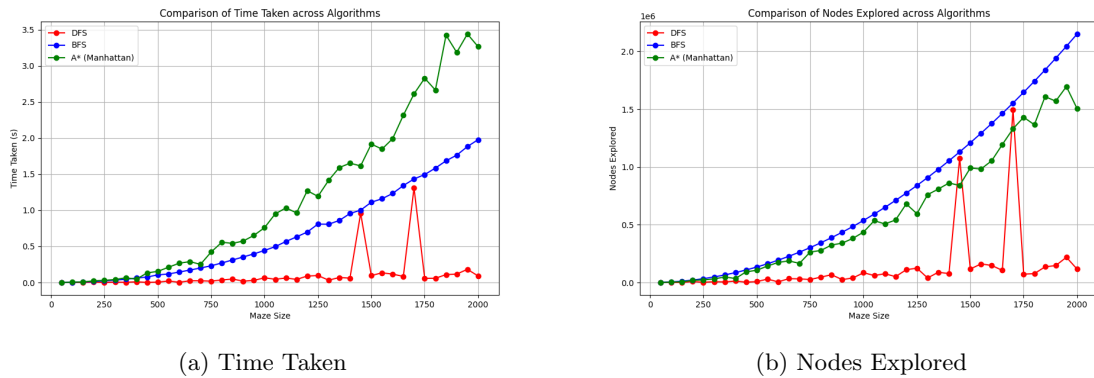 Comparison of Time Taken across Algorithms
DFS
BFS
A* (Manhattan)
Time Taken (s)
3.5
3.0
2.5
2.0
1.5
1.0
0.5
0.0
0 250 500 750 1000 1250 1500 1750 2000
Maze Size
(a) Time Taken
Comparison of Nodes Explored across Algorithms
1e6
DFS
BFS
A* (Manhattan)
Nodes Explored
2.0
1.5
1.0
0.5
0.0
0 250 500 750 1000 1250 1500 1750 2000
Maze Size
(b) Nodes Explored